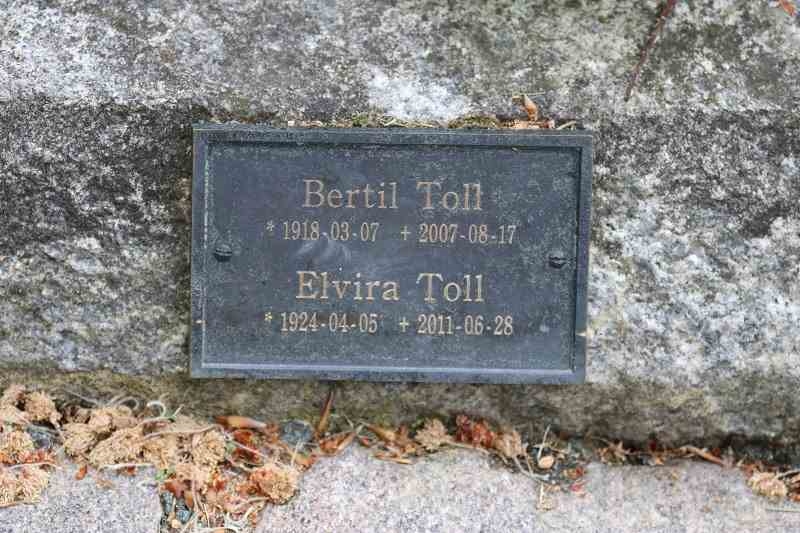 Bertil Toll
* 1918-03-07 + 2007-08-17
Elvira Toll
* 1924-04-05 + 2011-06-28